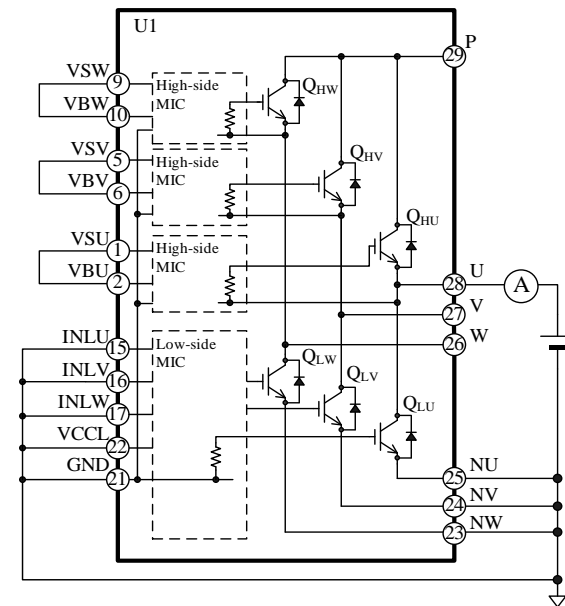 U1
P
29
VSW
9
High-side
MIC
QHW
VBW
10
VSV
5
High-side
MIC
QHV
VBV
6
VSU
1
High-side
MIC
QHU
VBU
2
U
28
A
V
27
W
26
INLU
15
Low-side
MIC
QLW
INLV
16
QLV
INLW
17
QLU
VCCL
22
GND
21
NU
25
NV
24
NW
23